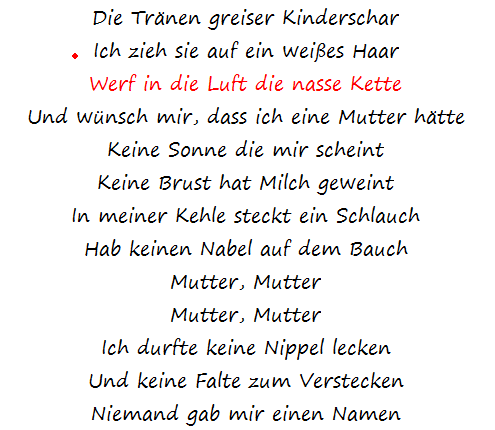 Die Tränen greiser Kinderschar
Ich zieh sie auf ein weißes Haar
Werf in die Luft die nasse Kette
Und wünsch mir, dass ich eine Mutter hätte
Keine Sonne die mir scheint
Keine Brust hat Milch geweint
In meiner Kehle steckt ein Schlauch
Hab keinen Nabel auf dem Bauch
Mutter, Mutter
Mutter, Mutter
Ich durfte keine Nippel lecken
Und keine Falte zum Verstecken
Niemand gab mir einen Namen